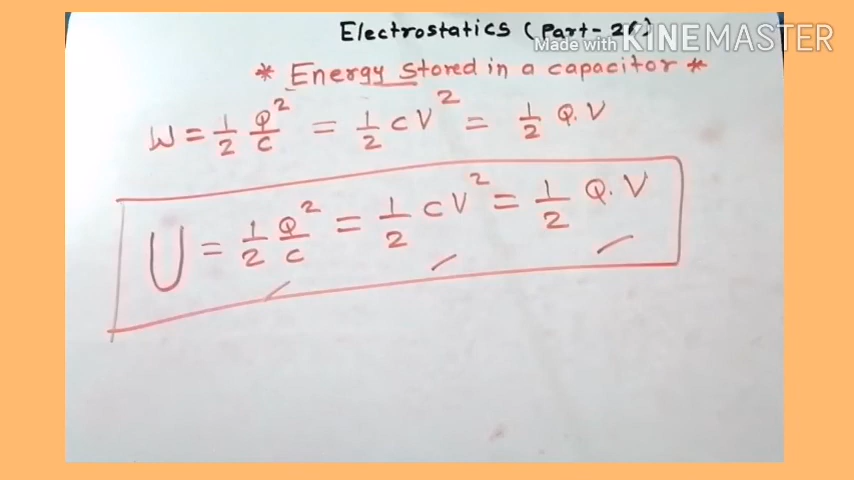 Electrostatics (Part-
Made with KINEMASTER
* Energy stored in a capacitor *
W = 1/2 Q²/C = 1/2 CV² = 1/2 Q.V
U = 1/2 Q²/C = 1/2 CV² = 1/2 Q.V